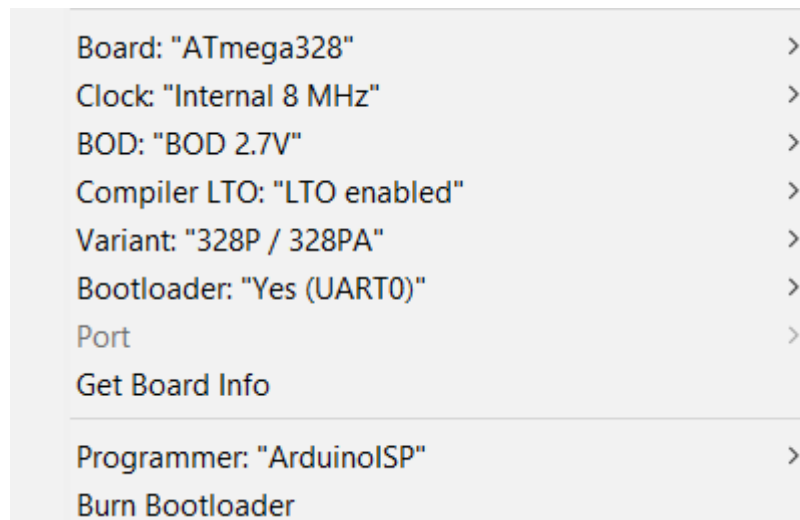 Board: "ATmega328"
Clock: "Internal 8 MHz"
BOD: "BOD 2.7V"
Compiler LTO: "LTO enabled"
Variant: "328P / 328PA"
Bootloader: "Yes (UART0)"
Port
Get Board Info
Programmer: "ArduinoISP"
Burn Bootloader